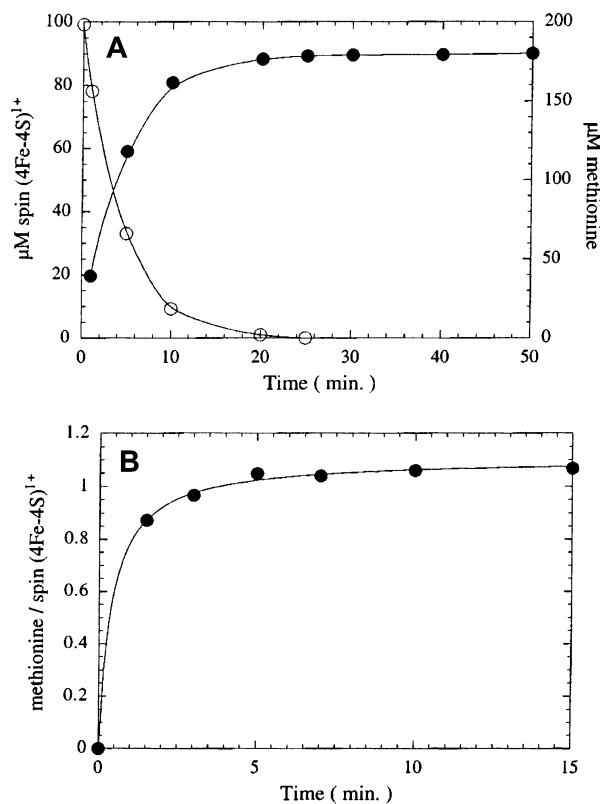 A
µM spin (4Fe-4S)1+
100
80
60
40
20
0
200
150
100
50
0
µM methionine
0 10 20 30 40 50
Time ( min. )
B
methionine / spin (4Fe-4S)1+
1.2
1
0.8
0.6
0.4
0.2
0
0 5 10 15
Time ( min. )